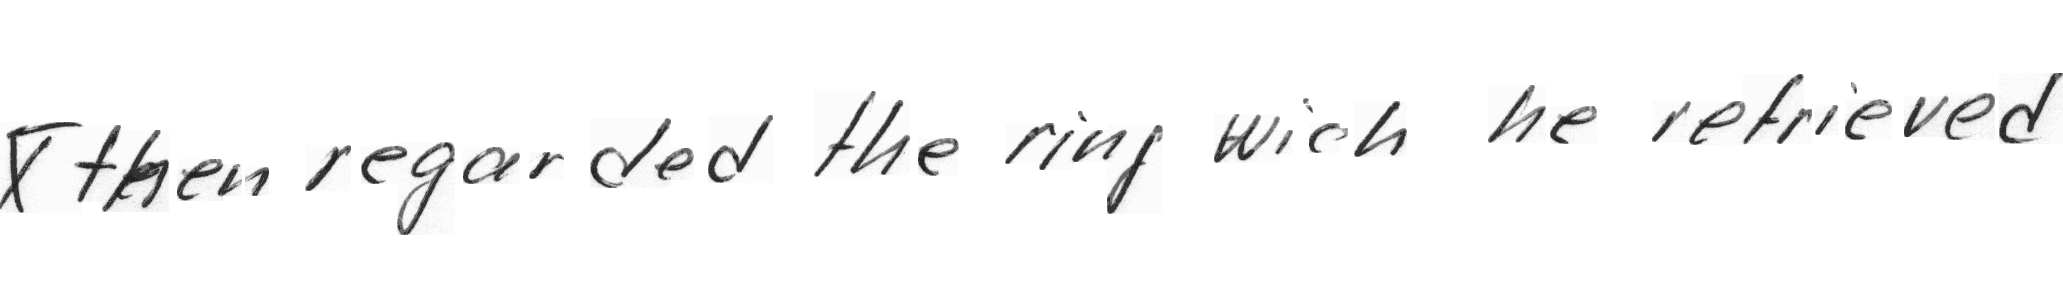 I then regarded the ring wich he retrieved